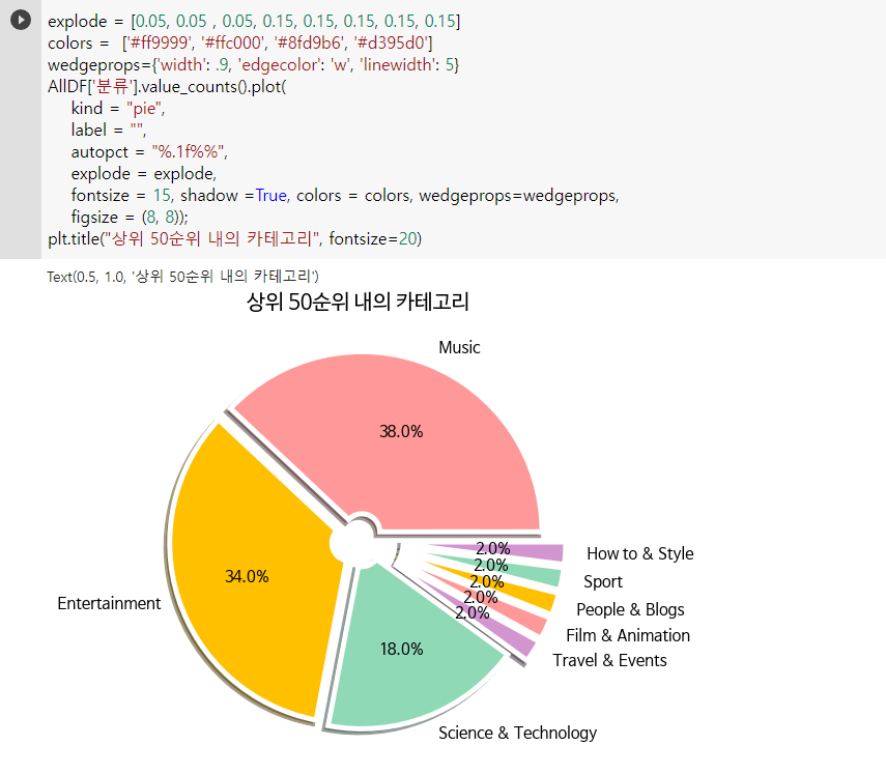 explode = [0.05, 0.05 , 0.05, 0.15, 0.15, 0.15, 0.15, 0.15]
colors =  ['#ff9999', '#ffc000', '#8fd9b6', '#d395d0']
wedgeprops={'width': .9, 'edgecolor': 'w', 'linewidth': 5}
AllDF['분류'].value_counts().plot(
    kind = "pie",
    label = "",
    autopct = "%.1f%%",
    explode = explode,
    fontsize = 15, shadow =True, colors = colors, wedgeprops=wedgeprops,
    figsize = (8, 8));
plt.title("상위 50순위 내의 카테고리", fontsize=20)
Text(0.5, 1.0, '상위 50순위 내의 카테고리')
상위 50순위 내의 카테고리
Music
38.0%
2.0%
How to & Style
2.0%
Sport
34.0%
2.0%
People & Blogs
Entertainment
2.0%
Film & Animation
2.0%
Travel & Events
18.0%
Science & Technology